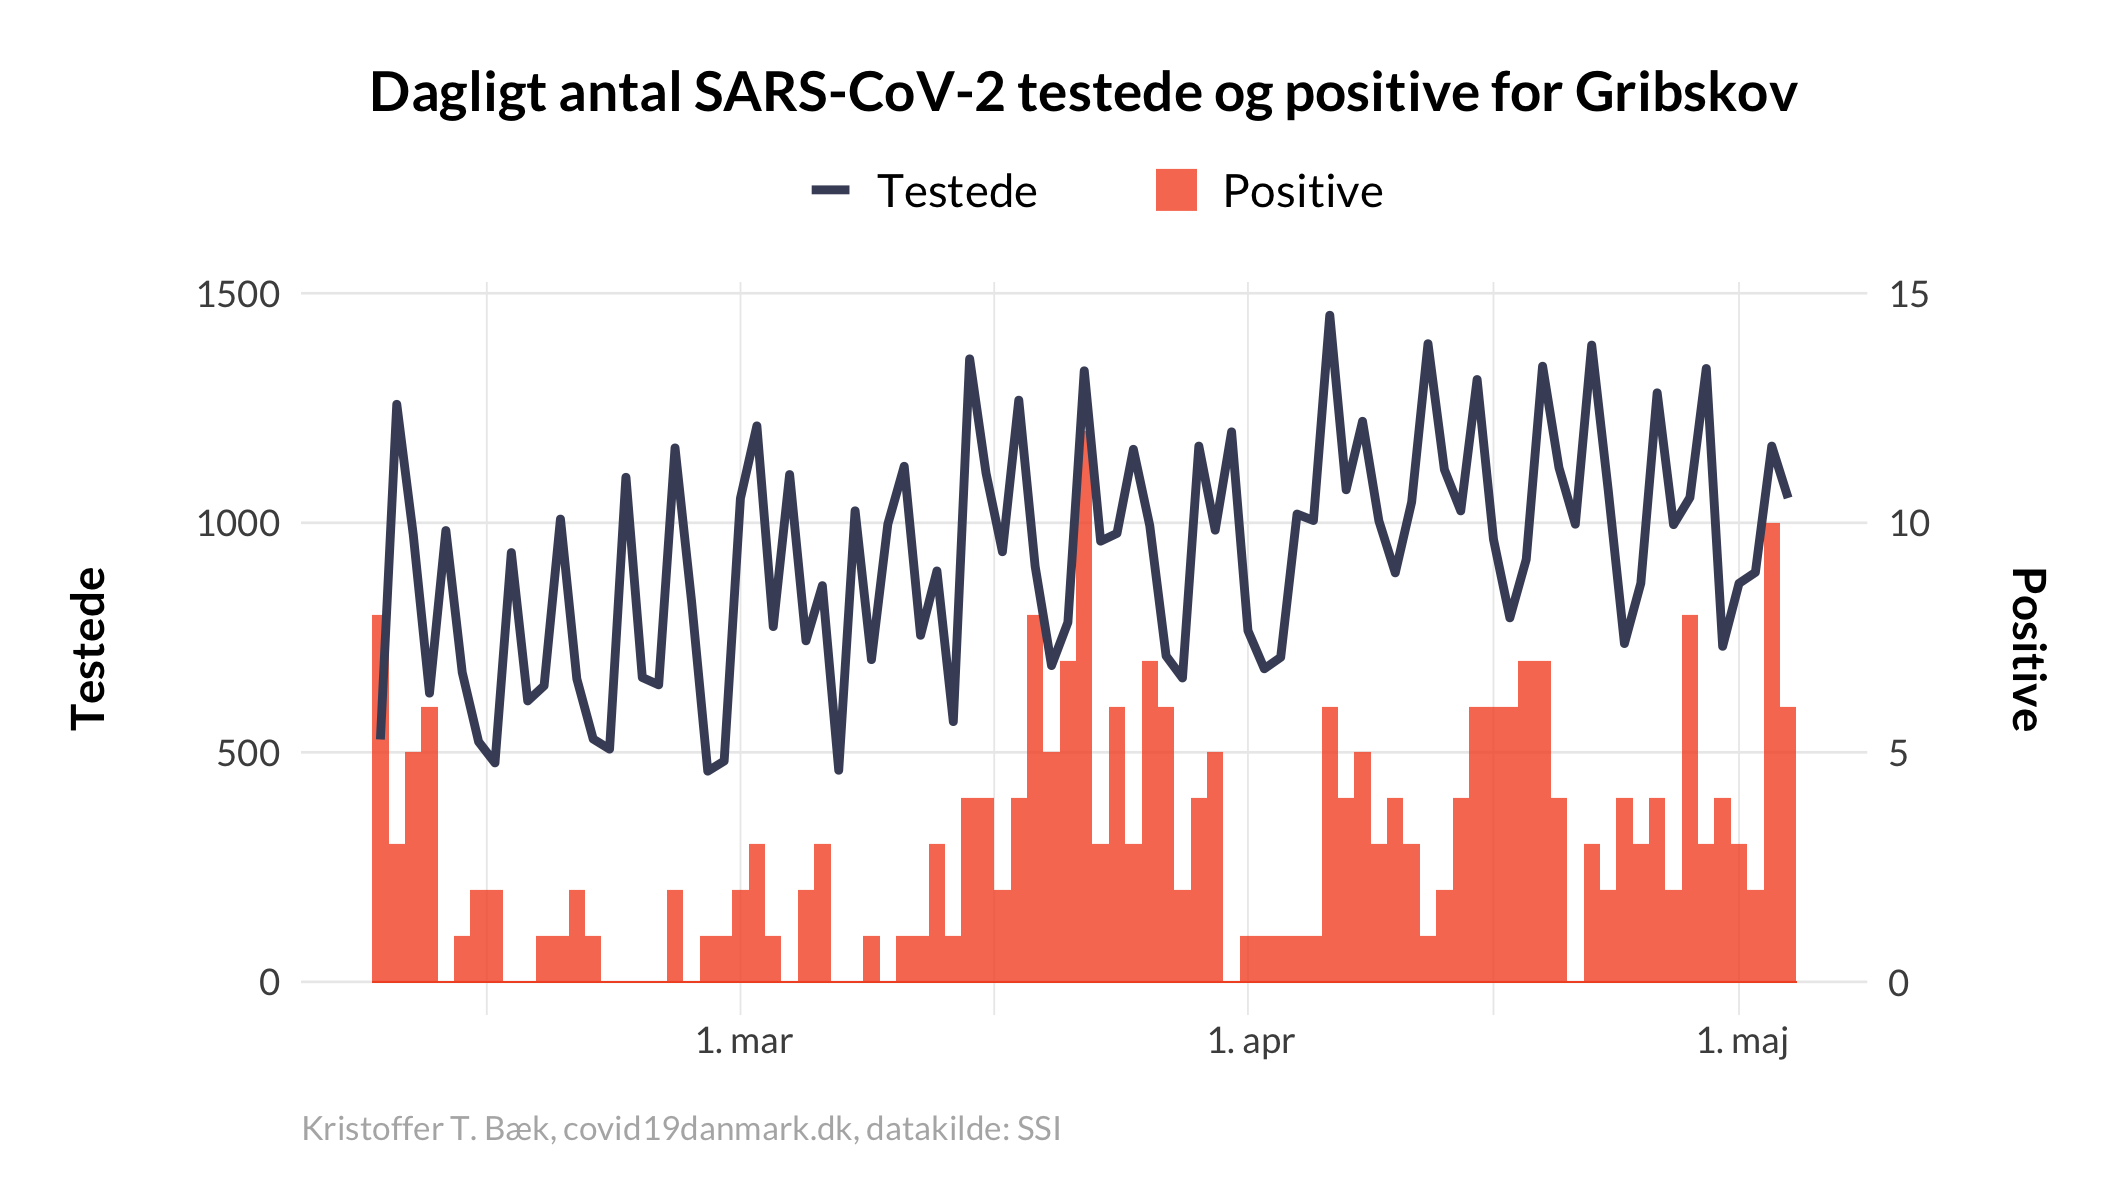 Dagligt antal SARS-CoV-2 testede og positive for Gribskov
Testede
Positive
1500
1000
500
0
15
10
5
0
Testede
Positive
1. mar
1. apr
1. maj
Kristoffer T. Bæk, covid19danmark.dk, datakilde: SSI